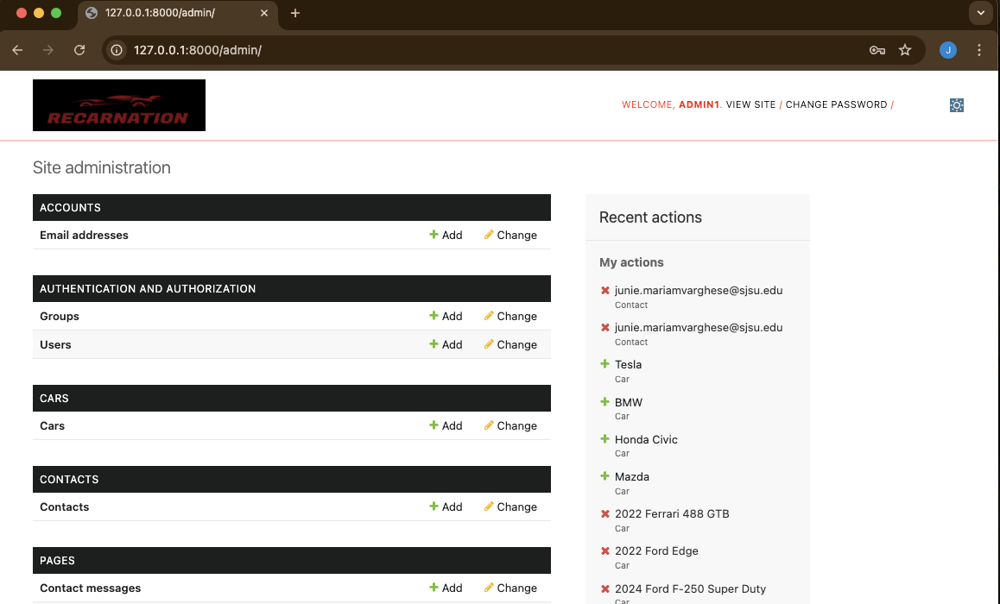 127.0.0.1:8000/admin/
127.0.0.1:8000/admin/
J
RECARNATION
WELCOME, ADMIN1. VIEW SITE / CHANGE PASSWORD /
Site administration
ACCOUNTS
Email addresses Add Change
AUTHENTICATION AND AUTHORIZATION
Groups Add Change
Users Add Change
CARS
Cars Add Change
CONTACTS
Contacts Add Change
PAGES
Contact messages Add Change
Recent actions
My actions
junie.mariamvarghese@sjsu.edu
Contact
junie.mariamvarghese@sjsu.edu
Contact
Tesla
Car
BMW
Car
Honda Civic
Car
Mazda
Car
2022 Ferrari 488 GTB
Car
2022 Ford Edge
Car
2024 Ford F-250 Super Duty
Car